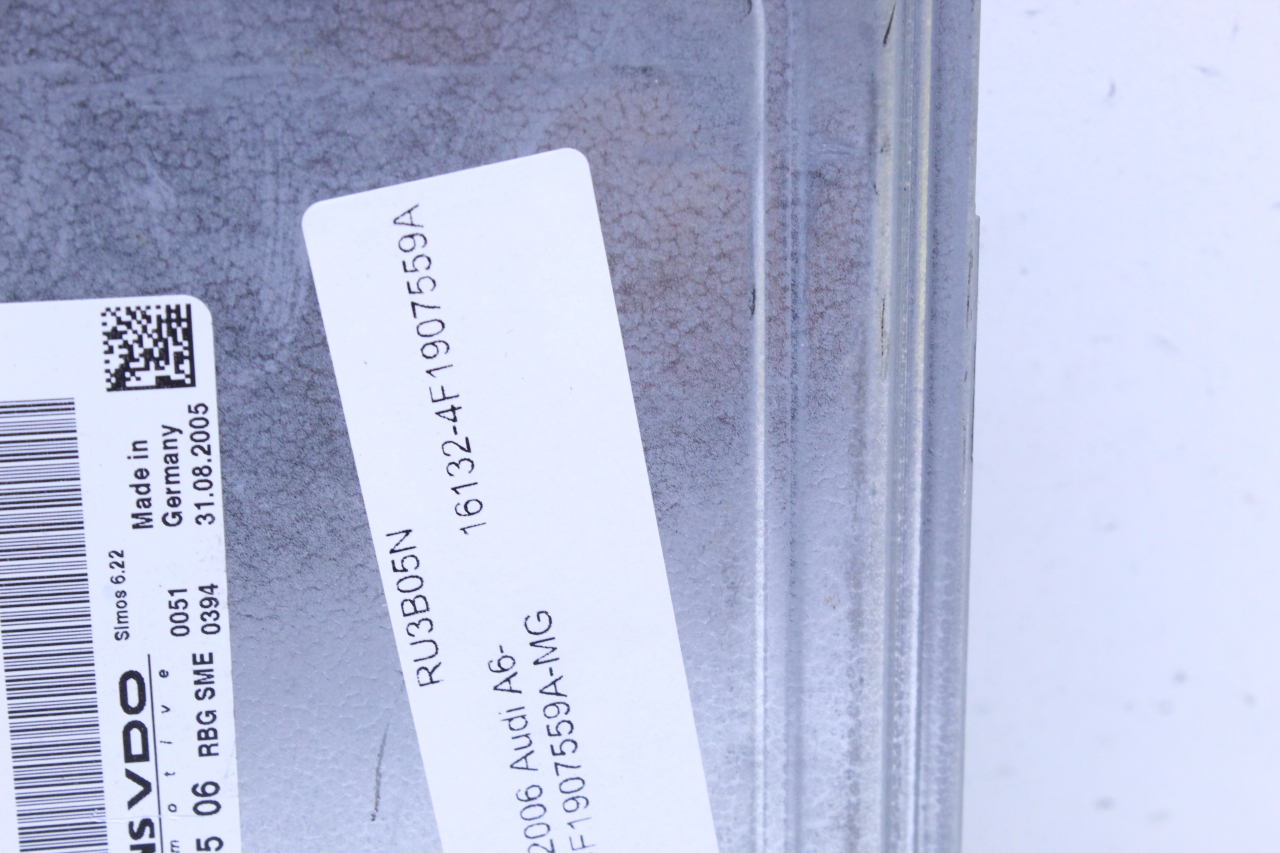 Made in
Germany
31.08.2005
Simos 6.22
0051
0394
RBG SME
VDO
06
RU3B05N
16132-4F1907559A
2006 Audi A6-
F1907559A-MG